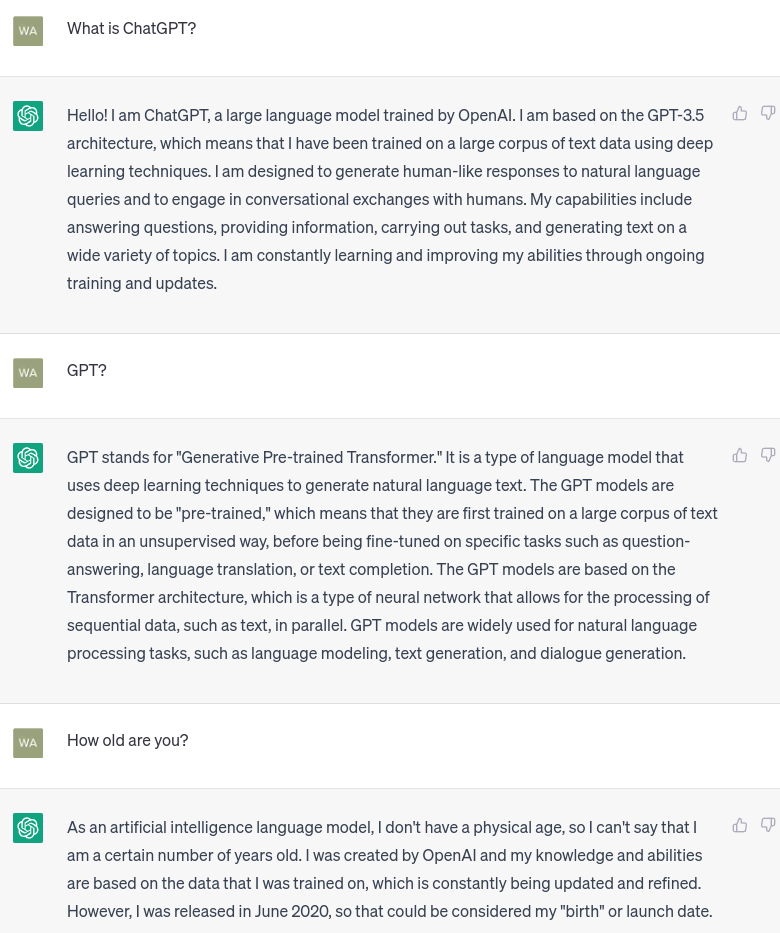 WA
What is ChatGPT?
Hello! I am ChatGPT, a large language model trained by OpenAI. I am based on the GPT-3.5
architecture, which means that I have been trained on a large corpus of text data using deep
learning techniques. I am designed to generate human-like responses to natural language
queries and to engage in conversational exchanges with humans. My capabilities include
answering questions, providing information, carrying out tasks, and generating text on a
wide variety of topics. I am constantly learning and improving my abilities through ongoing
training and updates.
WA
GPT?
GPT stands for "Generative Pre-trained Transformer." It is a type of language model that
uses deep learning techniques to generate natural language text. The GPT models are
designed to be "pre-trained," which means that they are first trained on a large corpus of text
data in an unsupervised way, before being fine-tuned on specific tasks such as question-
answering, language translation, or text completion. The GPT models are based on the
Transformer architecture, which is a type of neural network that allows for the processing of
sequential data, such as text, in parallel. GPT models are widely used for natural language
processing tasks, such as language modeling, text generation, and dialogue generation.
WA
How old are you?
As an artificial intelligence language model, I don't have a physical age, so I can't say that I
am a certain number of years old. I was created by OpenAI and my knowledge and abilities
are based on the data that I was trained on, which is constantly being updated and refined.
However, I was released in June 2020, so that could be considered my "birth" or launch date.